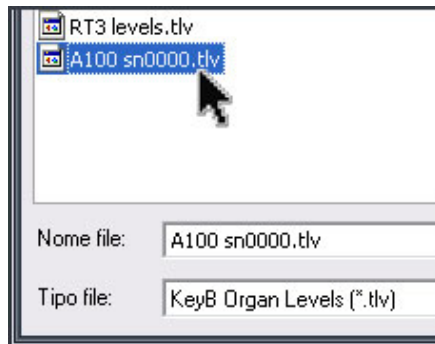 RT3 levels.tlv
A100 sn0000.tlv
Nome file: A100 sn0000.tlv
Tipo file: KeyB Organ Levels (*.tlv)